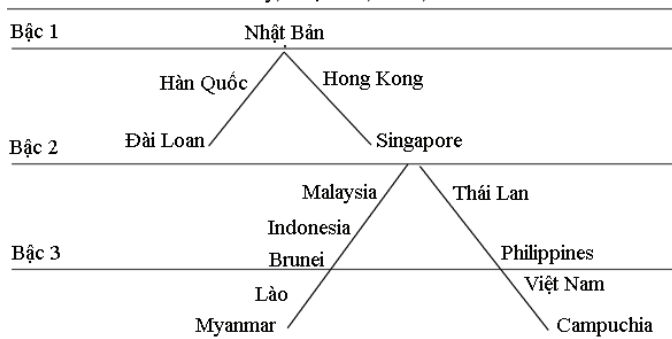 Bậc 1
Nhật Bản
Hàn Quốc
Hong Kong
Bậc 2
Đài Loan
Singapore
Malaysia
Thái Lan
Indonesia
Bậc 3
Brunei
Philippines
Việt Nam
Lào
Myanmar
Campuchia